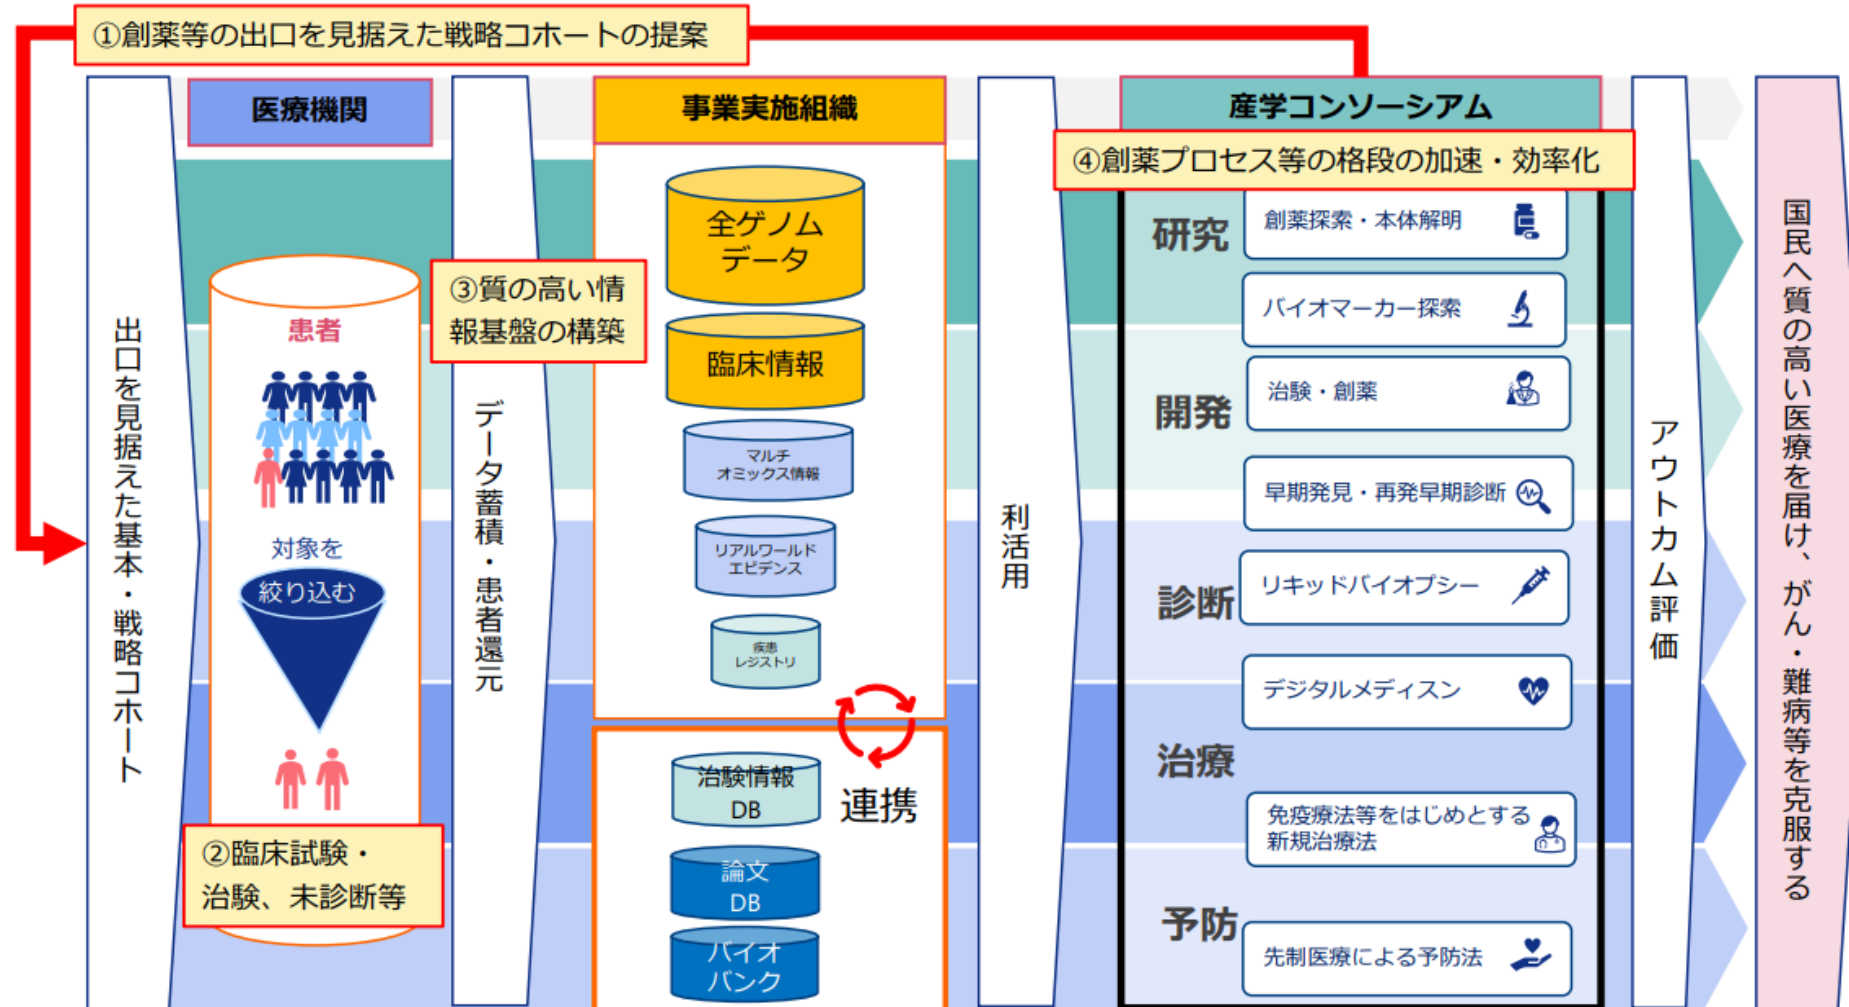 ①創薬等の出口を見据えた戦略コホートの提案
医療機関
事業実施組織
産学コンソーシアム
④創薬プロセス等の格段の加速・効率化
出口を見据えた基本・戦略コホート
患者
対象を
絞り込む
②臨床試験・
治験、未診断等
③質の高い情
報基盤の構築
データ蓄積・患者還元
全ゲノム
データ
臨床情報
マルチ
オミックス情報
リアルワールド
エビデンス
疾患
レジストリ
連携
治験情報
DB
論文
DB
バイオ
バンク
利活用
研究
創薬探索・本体解明
バイオマーカー探索
開発
治験・創薬
早期発見・再発早期診断
診断
リキッドバイオプシー
デジタルメディスン
治療
免疫療法等をはじめとする
新規治療法
予防
先制医療による予防法
アウトカム評価
国民へ質の高い医療を届け、がん・難病等を克服する